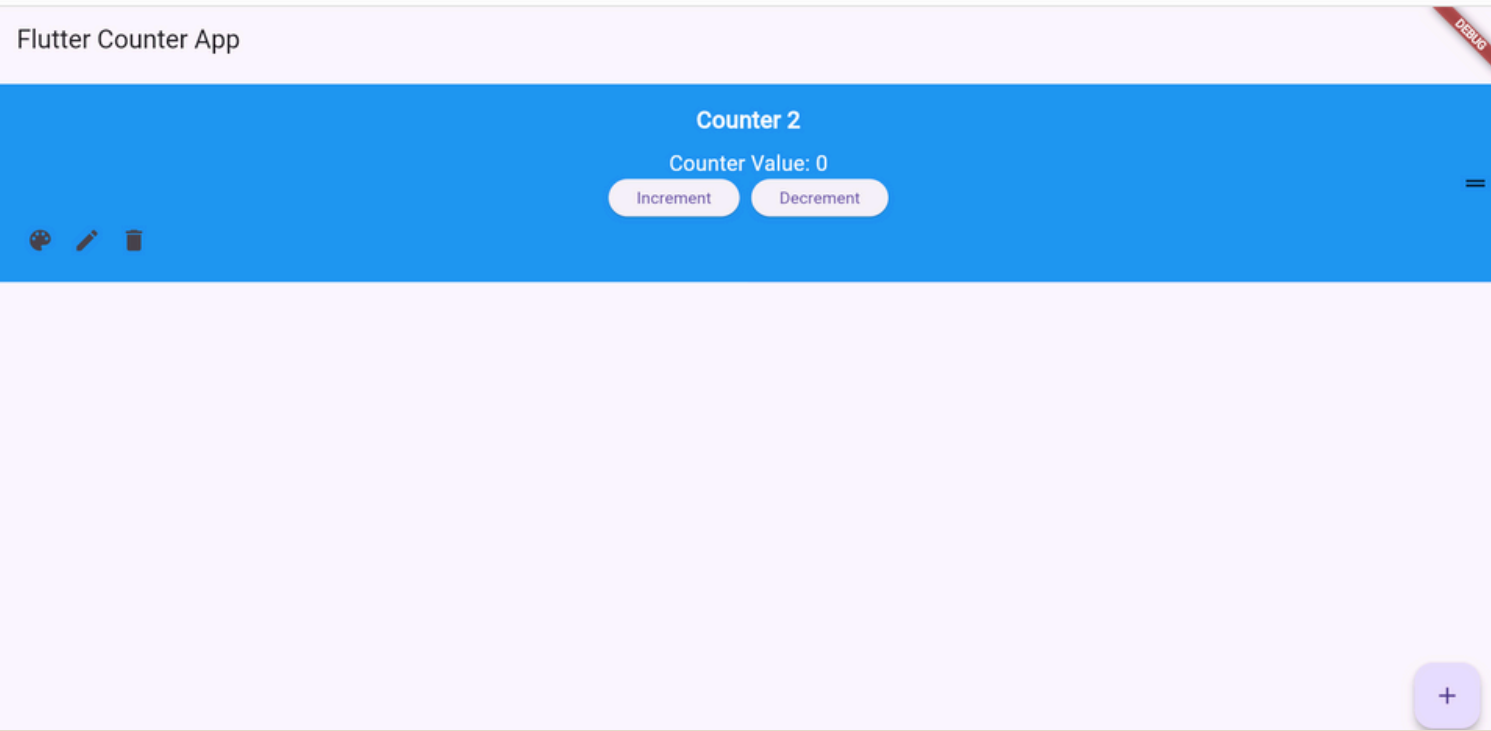 Flutter Counter App
DEBUG
Counter 2
Counter Value: 0
Increment Decrement